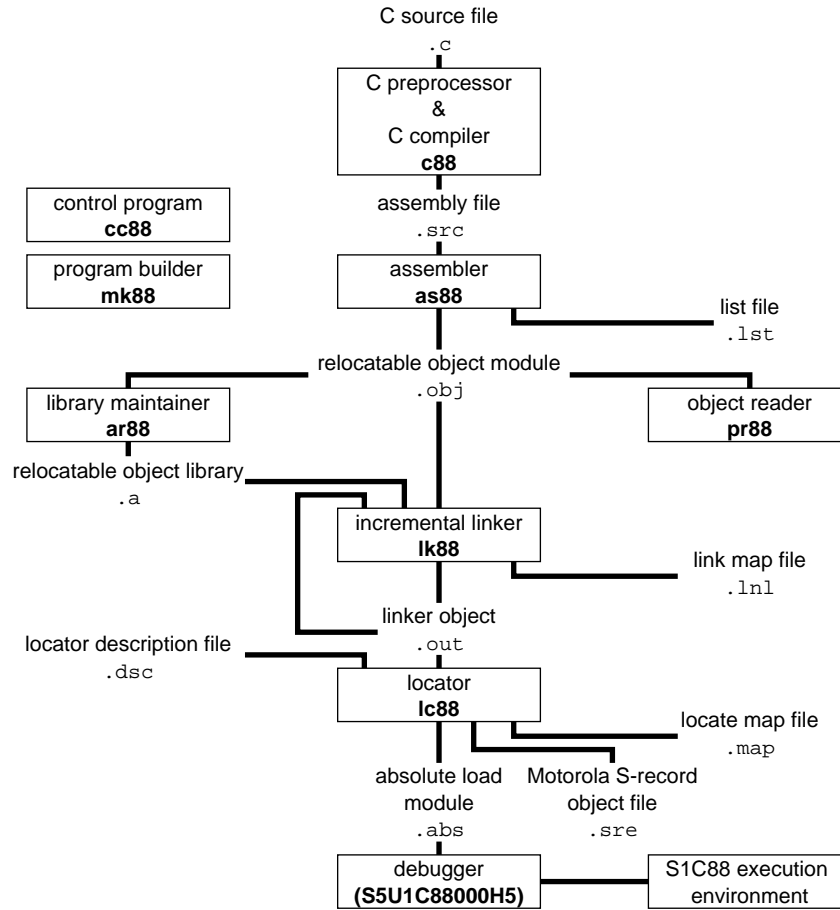 C source file
.c
C preprocessor
&
C compiler
c88
assembly file
.src
control program
cc88
program builder
mk88
assembler
as88
list file
.lst
relocatable object module
.obj
library maintainer
ar88
object reader
pr88
relocatable object library
.a
incremental linker
lk88
link map file
.lnl
linker object
.out
locator description file
.dsc
locator
lc88
locate map file
.map
absolute load
module
.abs
Motorola S-record
object file
.sre
debugger
(S5U1C88000H5)
S1C88 execution
environment